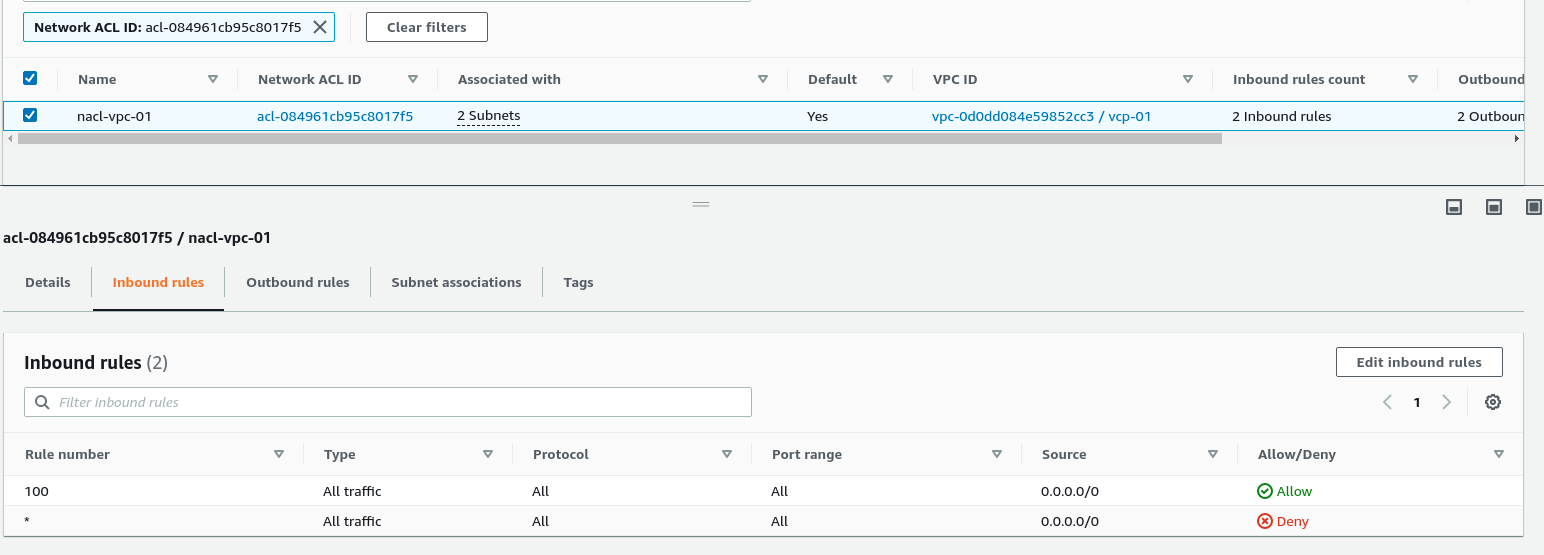 Network ACL ID: acl-084961cb95c8017f5 Clear filters
Name Network ACL ID Associated with Default VPC ID Inbound rules count Outbound
nacl-vpc-01 acl-084961cb95c8017f5 2 Subnets Yes vpc-0d0dd084e59852cc3 / vcp-01 2 Inbound rules 2 Outboun
acl-084961cb95c8017f5 / nacl-vpc-01
Details Inbound rules Outbound rules Subnet associations Tags
Inbound rules (2) Edit inbound rules
Filter inbound rules 1
Rule number Type Protocol Port range Source Allow/Deny
100 All traffic All All 0.0.0.0/0 Allow
* All traffic All All 0.0.0.0/0 Deny